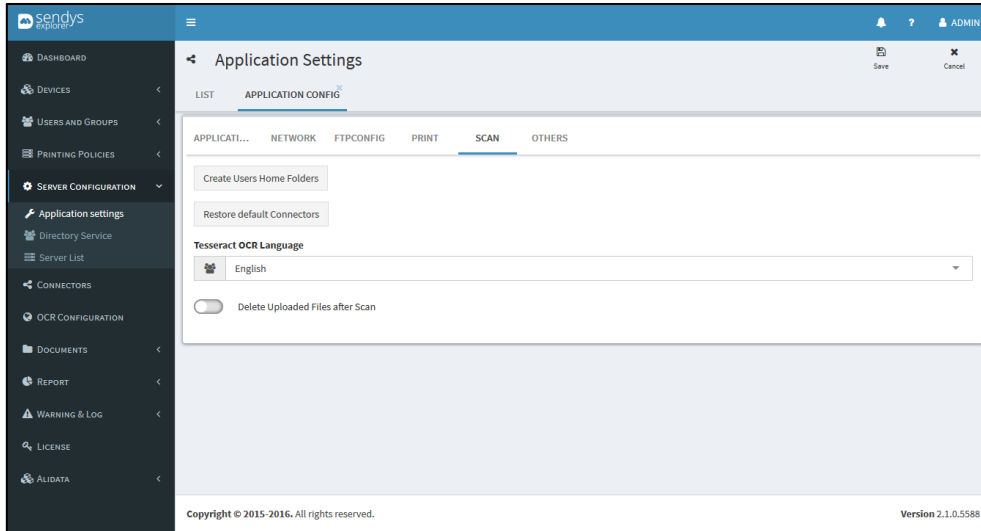 sendys
explorer
ADMIN
DASHBOARD
DEVICES
USERS AND GROUPS
PRINTING POLICIES
SERVER CONFIGURATION
Application settings
Directory Service
Server List
CONNECTORS
OCR CONFIGURATION
DOCUMENTS
REPORT
WARNING & LOG
LICENSE
ALIDATA
Application Settings
Save
Cancel
LIST APPLICATION CONFIG
APPLICATI... NETWORK FTPCONFIG PRINT SCAN OTHERS
Create Users Home Folders
Restore default Connectors
Tesseract OCR Language
English
Delete Uploaded Files after Scan
Copyright © 2015-2016. All rights reserved.
Version 2.1.0.5588